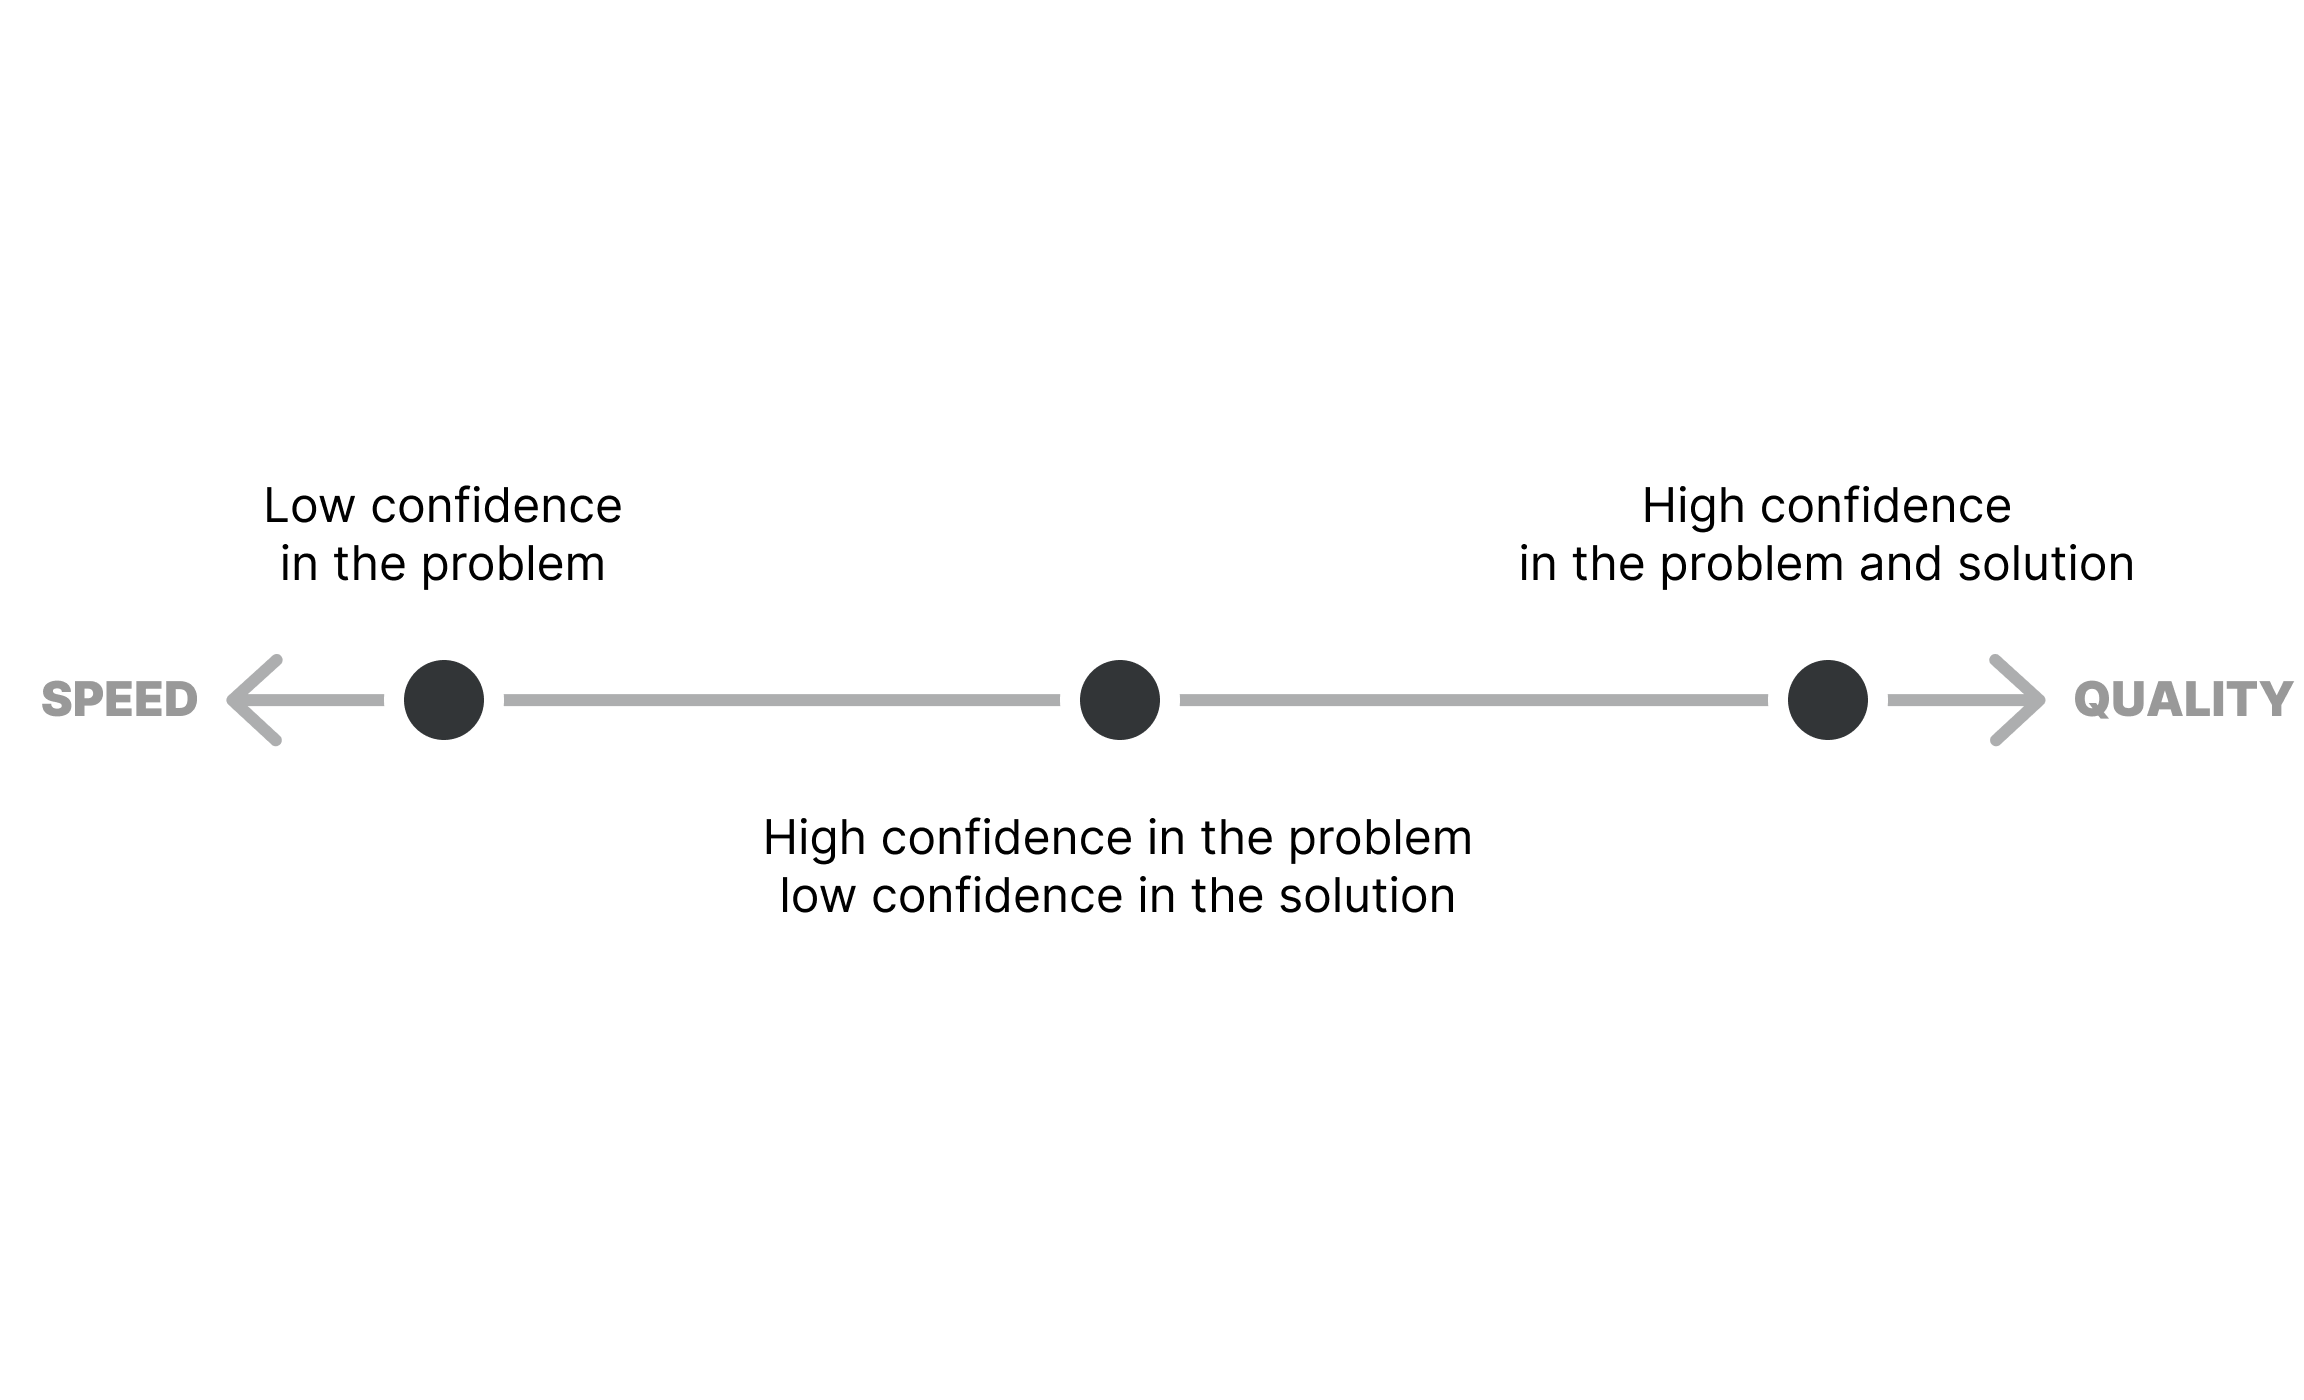 Low confidence
in the problem
High confidence
in the problem and solution
SPEED
QUALITY
High confidence in the problem
low confidence in the solution